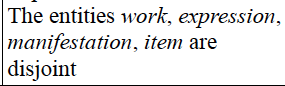 The entities work, expression,
manifestation, item are
disjoint